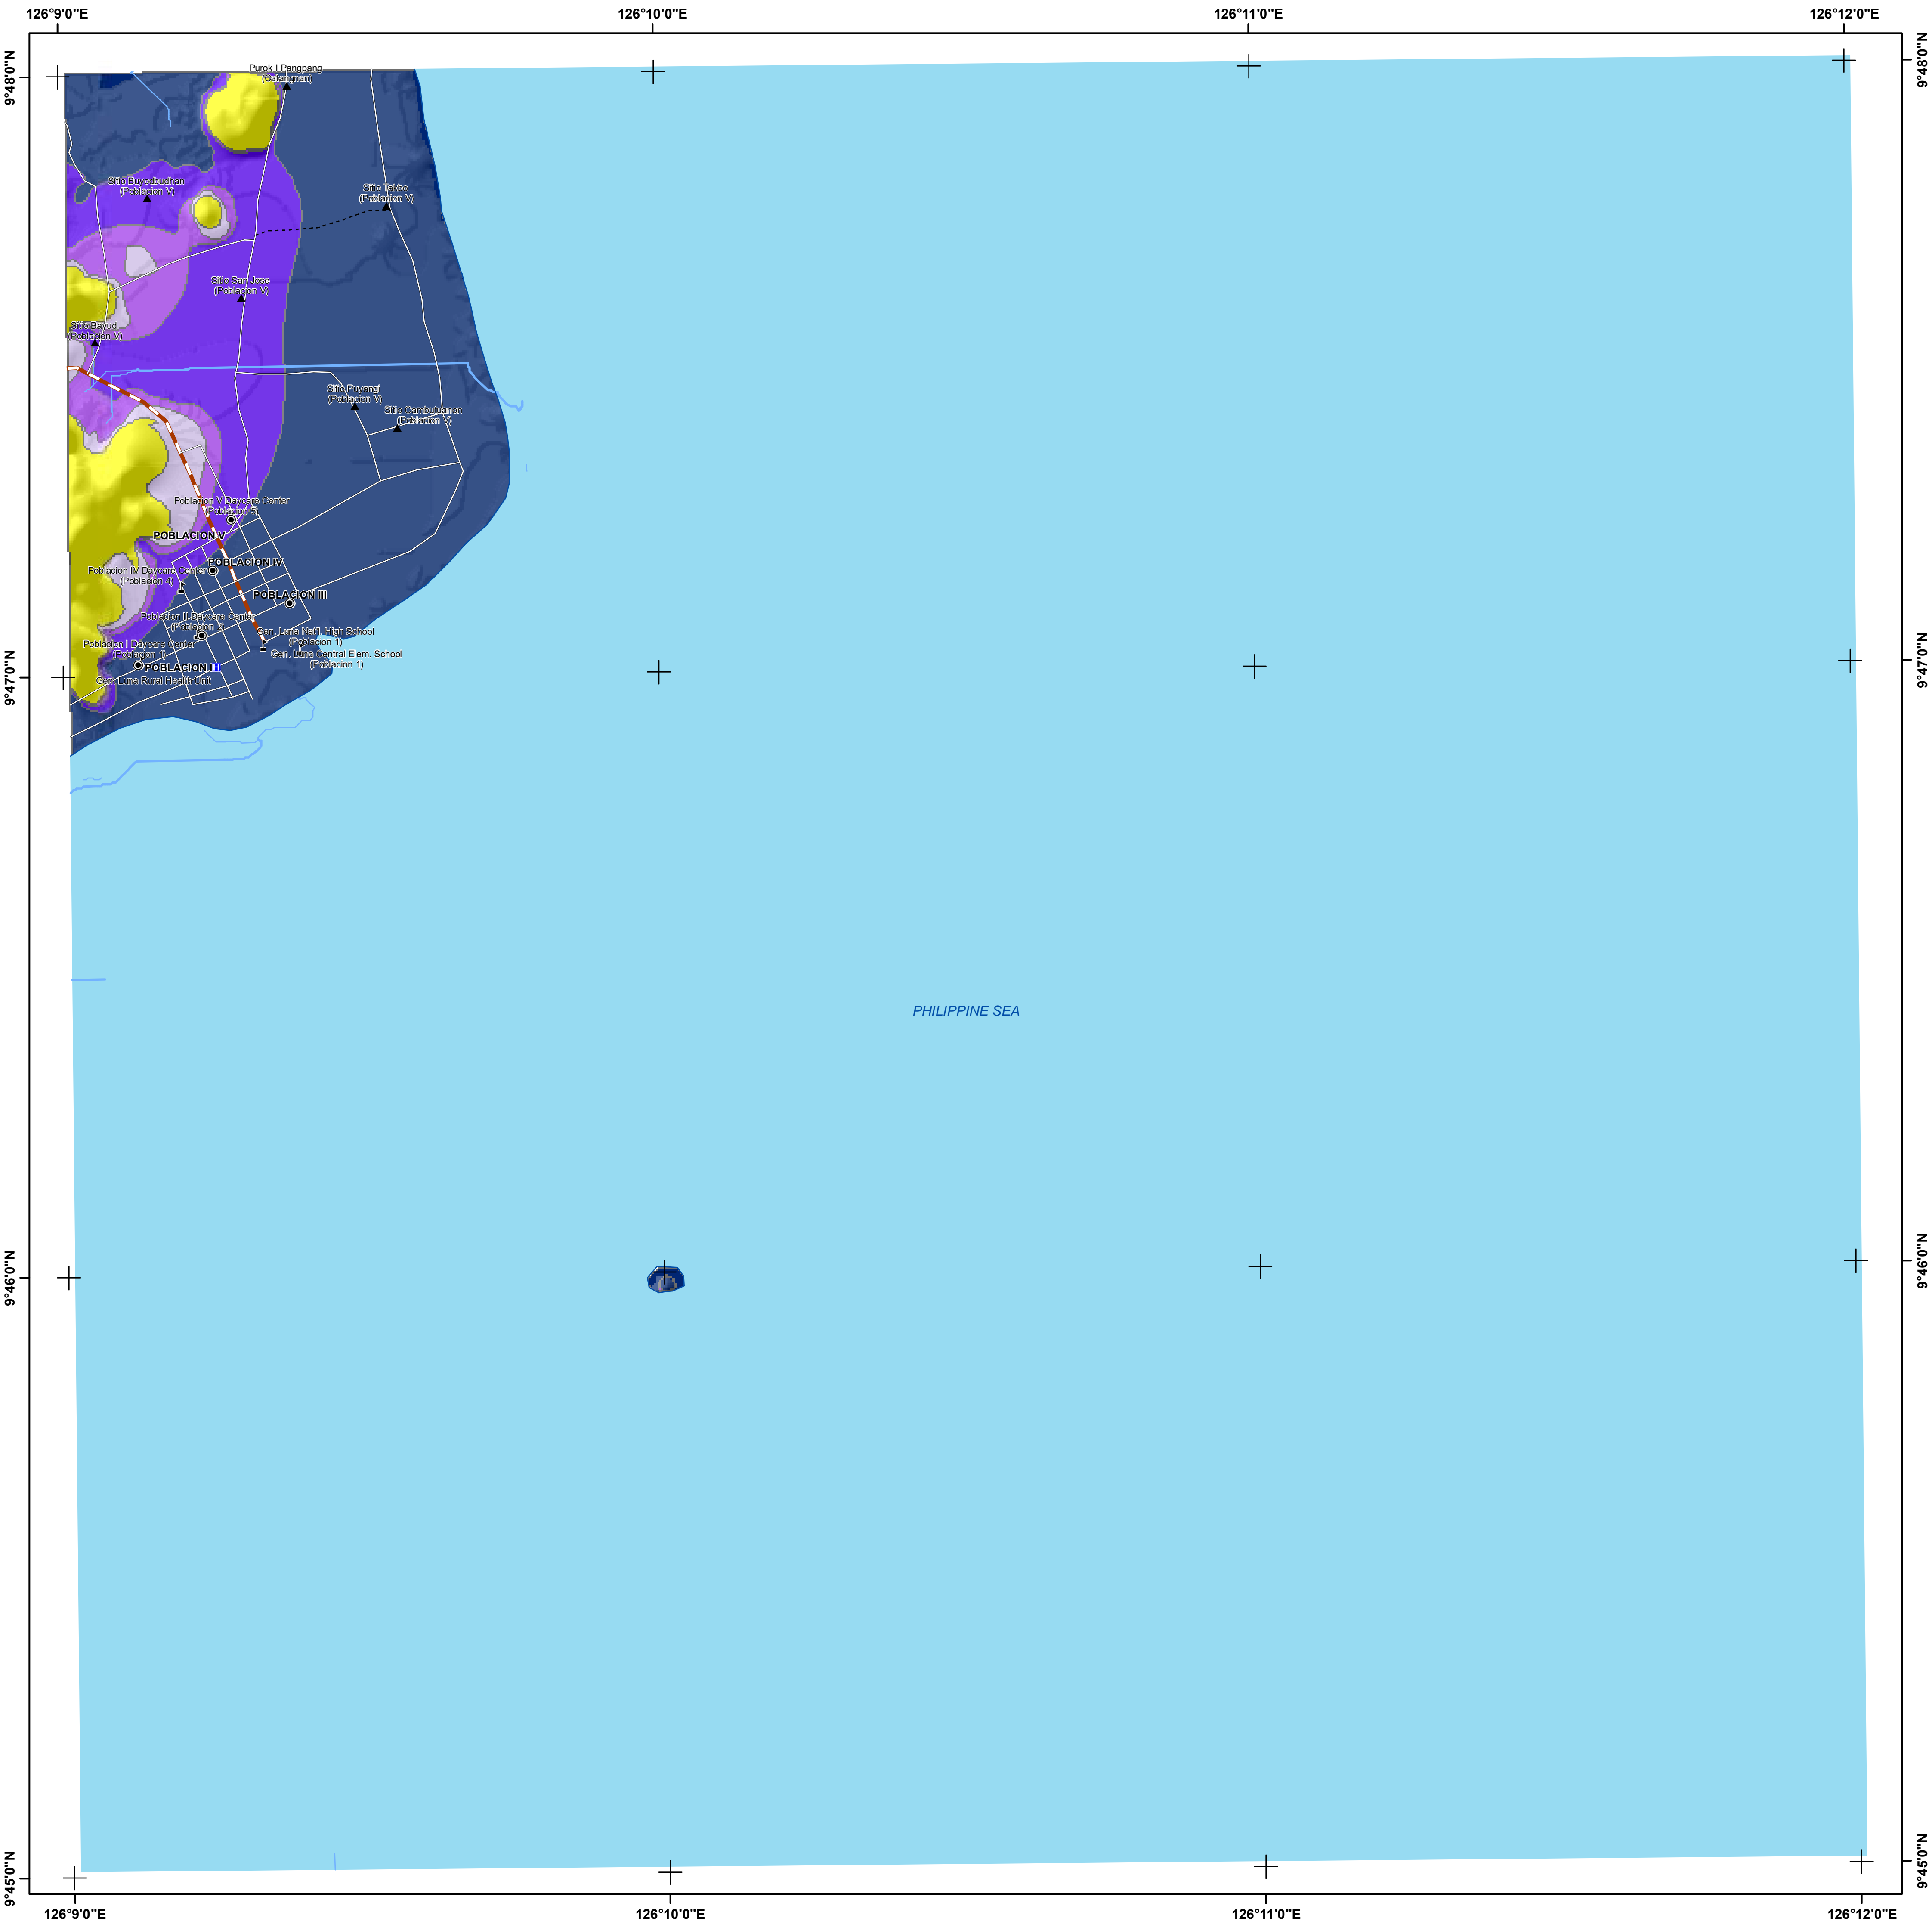 126°9'0"E 126°10'0"E 126°11'0"E 126°12'0"E
9°48'0"N 9°48'0"N
Purok I Pangpang
(Catangnan)
Sitio Buyodbudhan
(Poblacion V)
Sitio Taktac
(Poblacion V)
Sitio San Jose
(Poblacion V)
Sitio Bayud
(Poblacion V)
Sitio Puyangi
(Poblacion V)
Sitio Cambutuanon
(Poblacion V)
Poblacion V Daycare Center
(Poblacion 5)
POBLACION V
POBLACION IV
Poblacion IV Daycare Center
(Poblacion 4)
POBLACION III
Poblacion II Daycare Center
(Poblacion 2
Gen. Luna Nat'l. High School
(Poblacion 1)
Poblacion I Daycare Center
(Poblacion 1)
Gen. Luna Central Elem. School
(Poblacion 1)
POBLACION
Gen. Luna Rural Health Unit
9°47'0"N 9°47'0"N
PHILIPPINE SEA
9°46'0"N 9°46'0"N
9°45'0"N 9°45'0"N
126°9'0"E 126°10'0"E 126°11'0"E 126°12'0"E